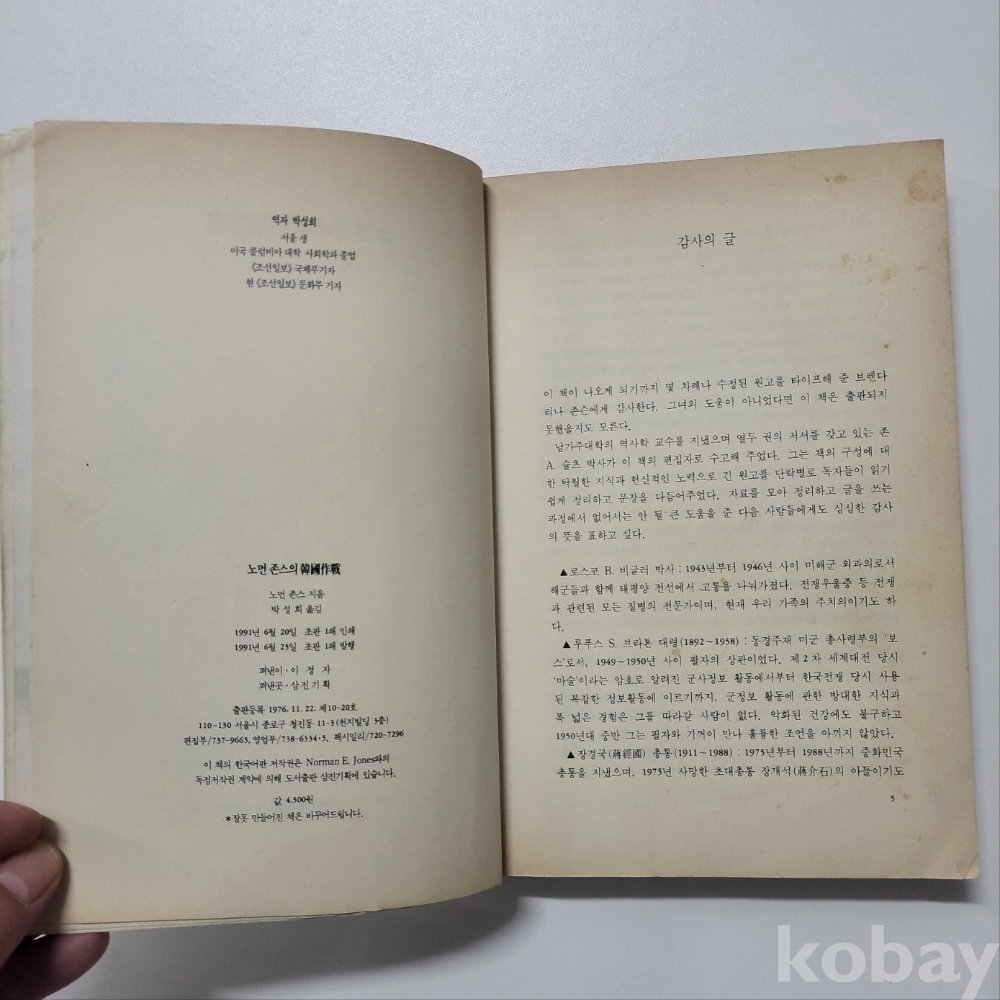 역자 박성희
서울 생
미국 콜럼비아 대학 사회학과 졸업
《조선일보》 국제부기자
현 《조선일보》 문화부 기자
노먼 존스의 韓國作戰
노먼 존스 지음
박 성 희 옮김
1991년 6월 20일 초판 1쇄 인쇄
1991년 6월 25일 초판 1쇄 발행
펴낸이·이 정 자
펴낸곳·삼진기획
출판등록 1976. 11. 22. 제10-20호
110-130 서울시 종로구 청진동 11-3(천지빌딩 3층)
편집부/737-9665, 영업부/738-6334·5, 팩시밀리/720-7296
이 책의 한국어판 저작권은 Norman E. Jones와의
독점저작권 계약에 의해 도서출판 삼진기획에 있습니다.
값 4,500원
*잘못 만들어진 책은 바꾸어드립니다.
감사의 글
이 책이 나오게 되기까지 몇 차례나 수정된 원고를 타이프해 준 브렌다
리나 존슨에게 감사한다. 그녀의 도움이 아니었다면 이 책은 출판되지
못했을지도 모른다.
남가주대학의 역사학 교수를 지냈으며 열두 권의 저서를 갖고 있는 존
A. 슐츠 박사가 이 책의 편집자로 수고해 주었다. 그는 책의 구성에 대
한 탁월한 지식과 헌신적인 노력으로 긴 원고를 단락별로 독자들이 읽기
쉽게 정리하고 문장을 다듬어주었다. 자료를 모아 정리하고 글을 쓰는
과정에서 없어서는 안 될 큰 도움을 준 다음 사람들에게도 심심한 감사
의 뜻을 표하고 싶다.
▲로스코 B. 비글러 박사 : 1943년부터 1946년 사이 미해군 외과의로서
해군들과 함께 태평양 전선에서 고통을 나눠가졌다. 전쟁우울증 등 전쟁
과 관련된 모든 질병의 전문가이며, 현재 우리 가족의 주치의이기도 하
다.
▲루푸스 S. 브라톤 대령(1892~1958) : 동경주재 미군 총사령부의 '보
스'로서, 1949~1950년 사이 필자의 상관이었다. 제 2 차 세계대전 당시
'마술'이라는 암호로 알려진 군사정보 활동에서부터 한국전쟁 당시 사용
된 복잡한 정보활동에 이르기까지, 군정보 활동에 관한 방대한 지식과
폭 넓은 경험은 그를 따라갈 사람이 없다. 악화된 건강에도 불구하고
1950년대 중반 그는 필자와 기꺼이 만나 훌륭한 조언을 아끼지 않았다.
▲장경국(蔣經國) 총통(1911~1988) : 1975년부터 1988년까지 중화민국
총통을 지냈으며, 1975년 사망한 초대총통 장개석(蔣介石)의 아들이기도
5
kobay